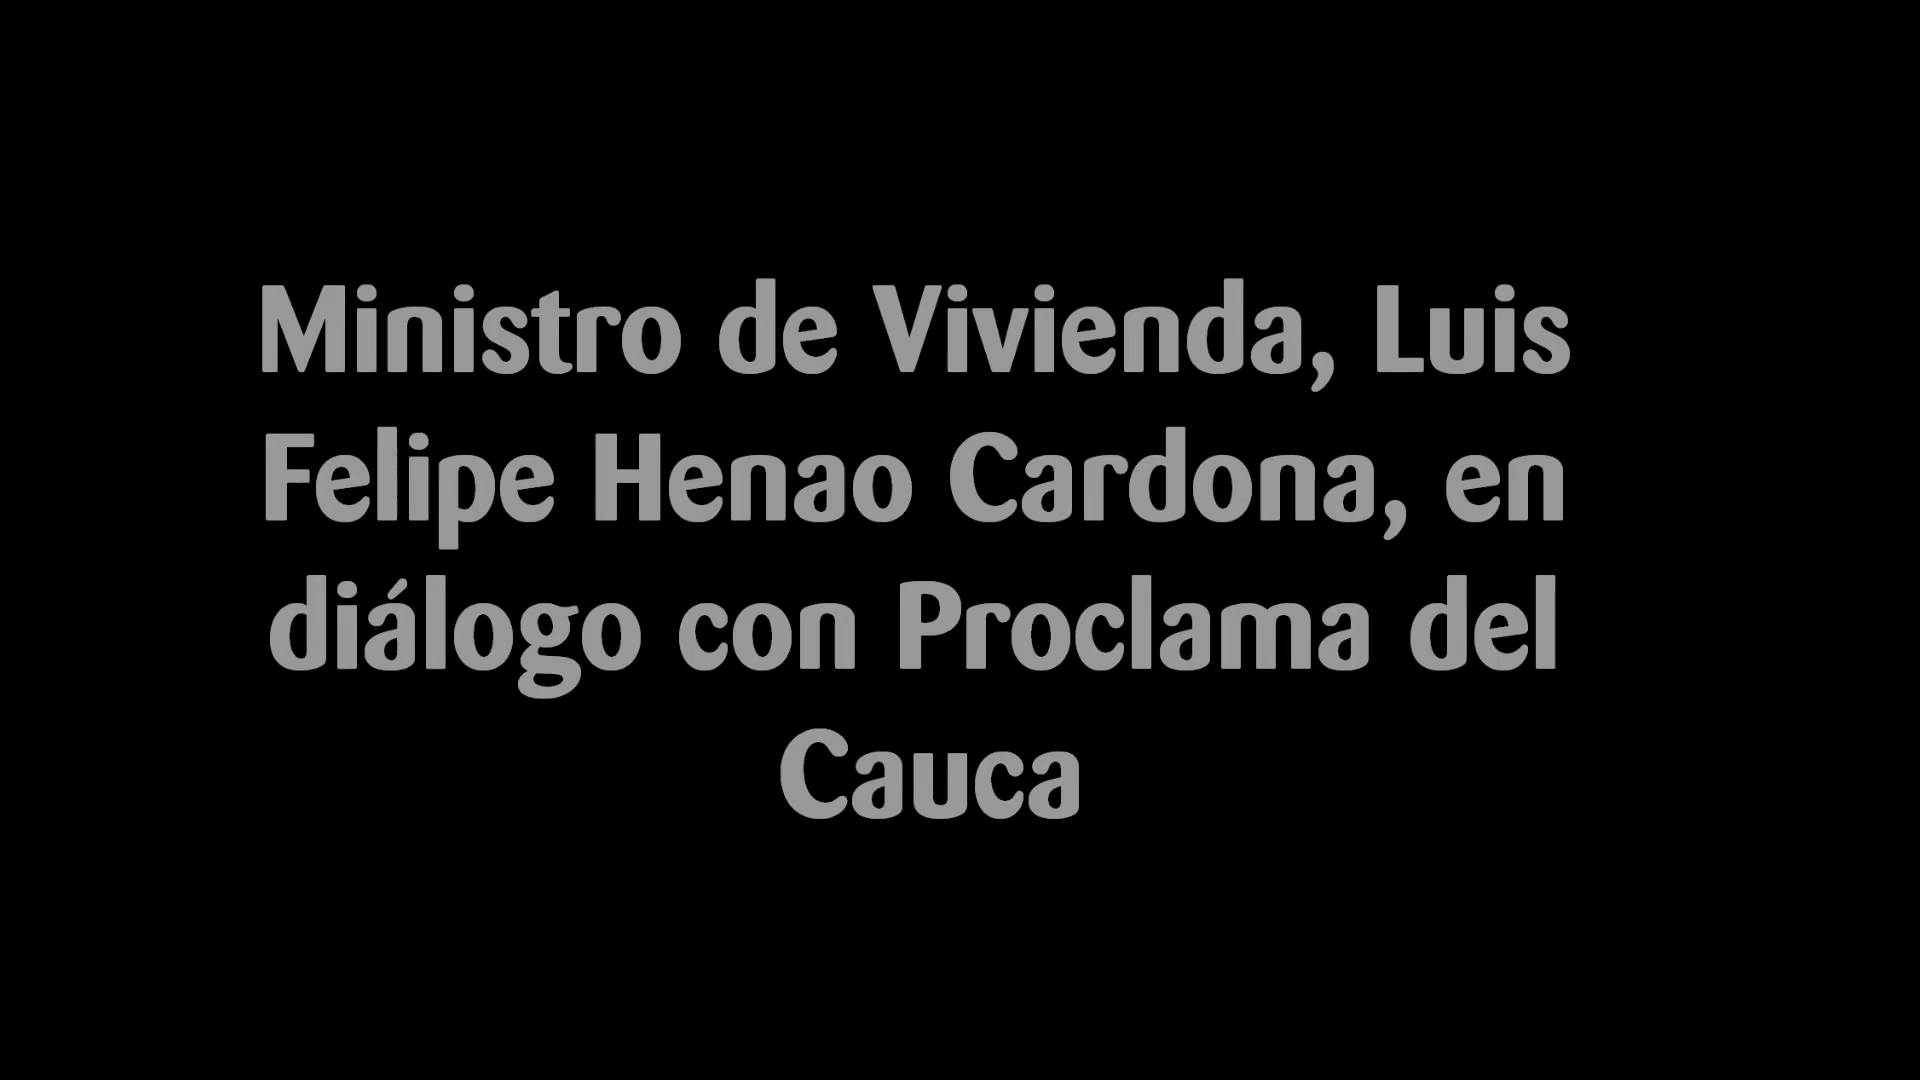 Ministro de Vivienda, Luis
Felipe Henao Cardona, en
diálogo con Proclama del
Cauca